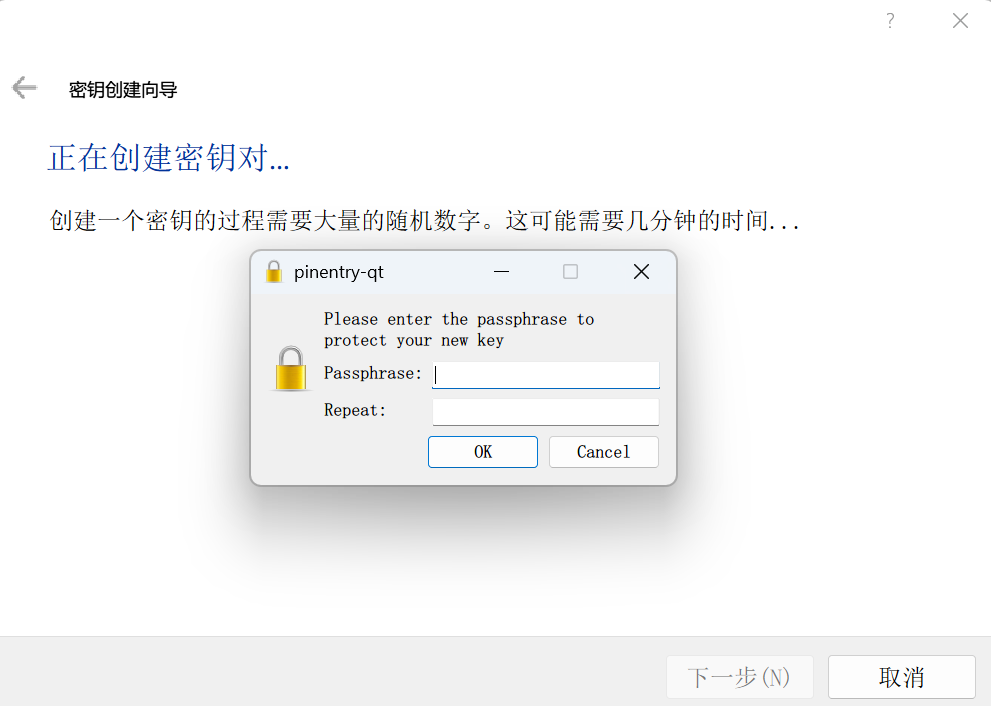 ?
密钥创建向导
正在创建密钥对...
创建一个密钥的过程需要大量的随机数字。这可能需要几分钟的时间...
pinentry-qt
Please enter the passphrase to
protect your new key
Passphrase:
Repeat:
OK Cancel
下一步(N) 取消